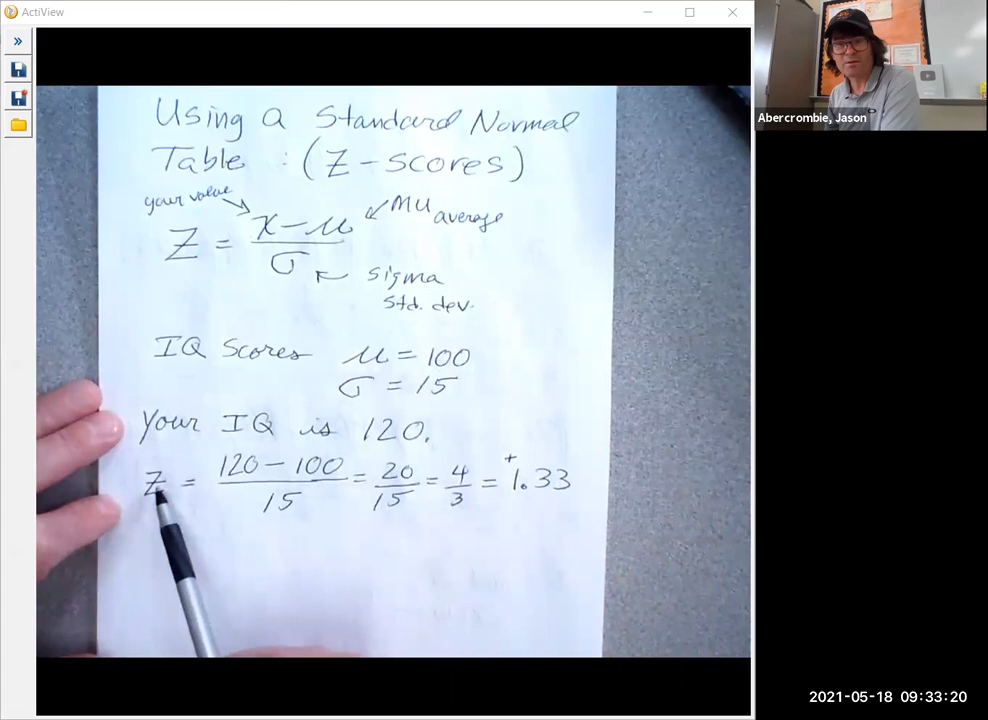 ActiView
Abercrombie, Jason
Using a Standard Normal
Table : (Z-scores)
your value
Mu
average
Z = x-μ
σ
sigma
std. dev.
IQ Scores μ = 100
σ = 15
Your IQ is 120.
Z = 120-100 / 15 = 20/15 = 4/3 = +1.33
2021-05-18 09:33:20